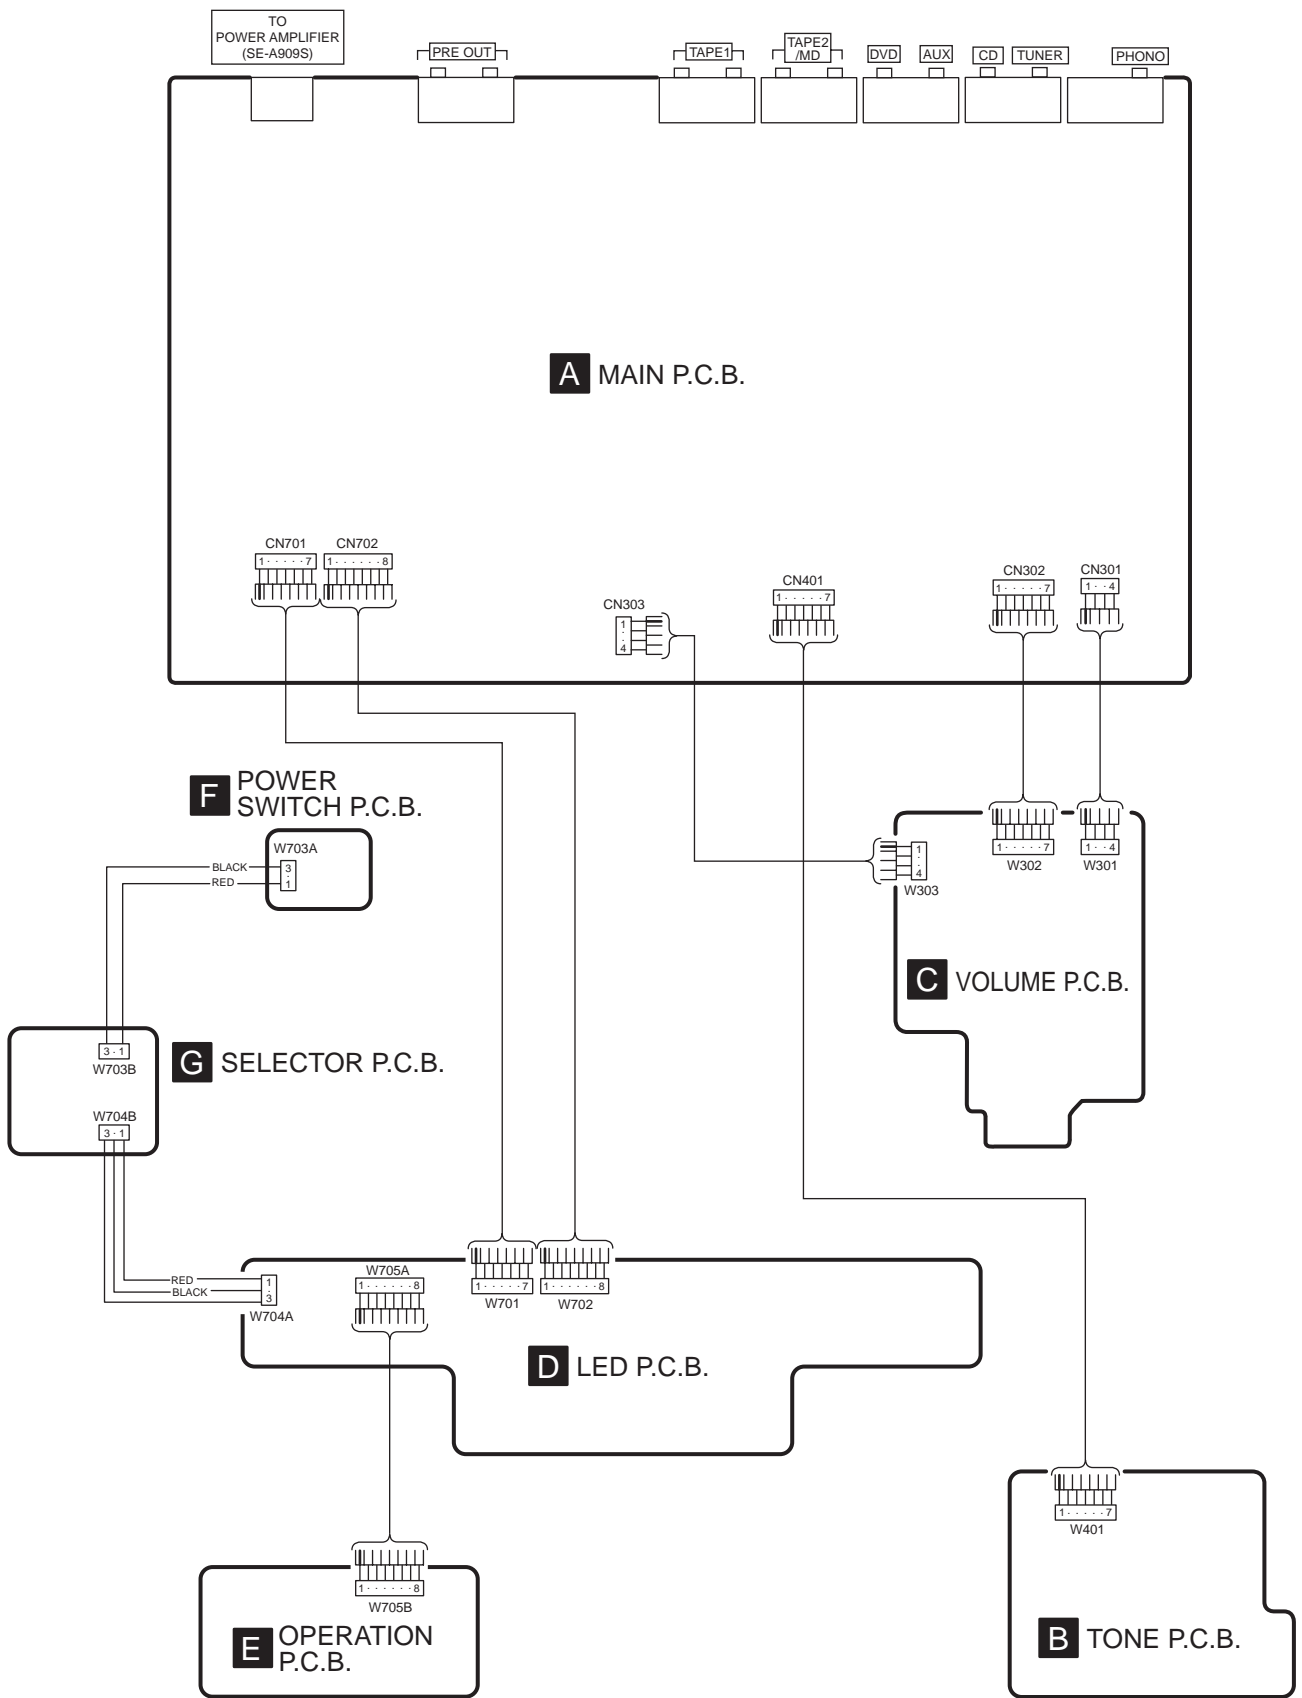 TO
POWER AMPLIFIER
(SE-A909S)
PRE OUT
TAPE1
TAPE2
/MD
DVD
AUX
CD
TUNER
PHONO
A MAIN P.C.B.
CN701
1 · · · · · 7
CN702
1 · · · · · · 8
CN303
1
·
·
4
CN401
1 · · · · · 7
CN302
1 · · · · · 7
CN301
1 · · 4
F POWER
SWITCH P.C.B.
W703A
BLACK
RED
3
·
1
1 · · · · · 7
W302
1 · · 4
W301
1
·
·
4
W303
C VOLUME P.C.B.
3 · 1
W703B
G SELECTOR P.C.B.
W704B
3 · 1
RED
BLACK
1
·
3
W704A
W705A
1 · · · · · · 8
1 · · · · · 7
W701
1 · · · · · · 8
W702
D LED P.C.B.
1 · · · · · 7
W401
B TONE P.C.B.
1 · · · · · · 8
W705B
E OPERATION
P.C.B.